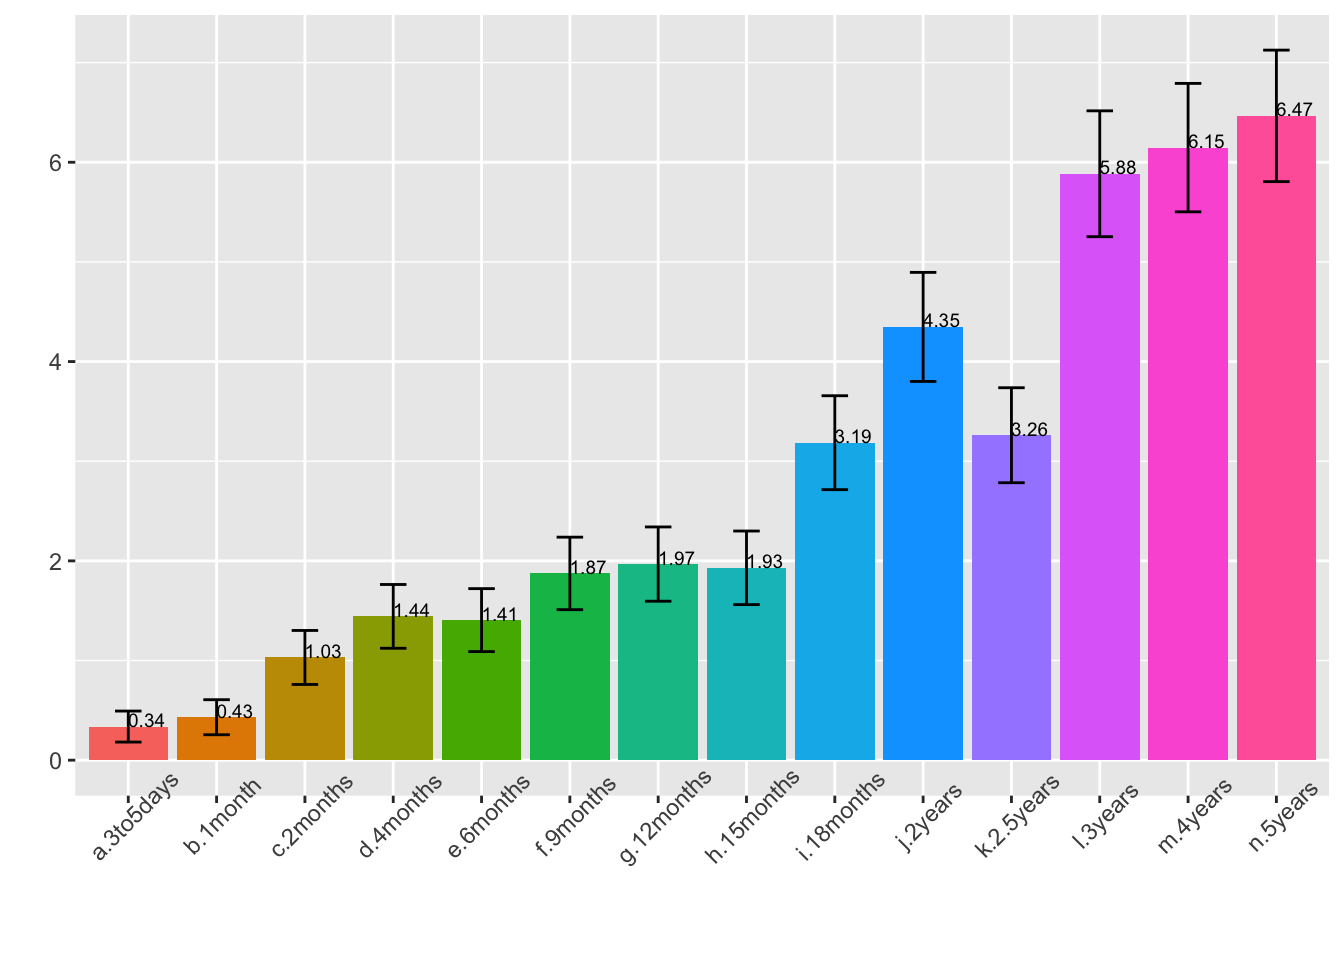 6
4
2
0
0.34
0.43
1.03
1.44
1.41
1.87
1.97
1.93
3.19
4.35
3.26
5.88
6.15
6.47
a.3to5days
b.1month
c.2months
d.4months
e.6months
f.9months
g.12months
h.15months
i.18months
j.2years
k.2.5years
l.3years
m.4years
n.5years